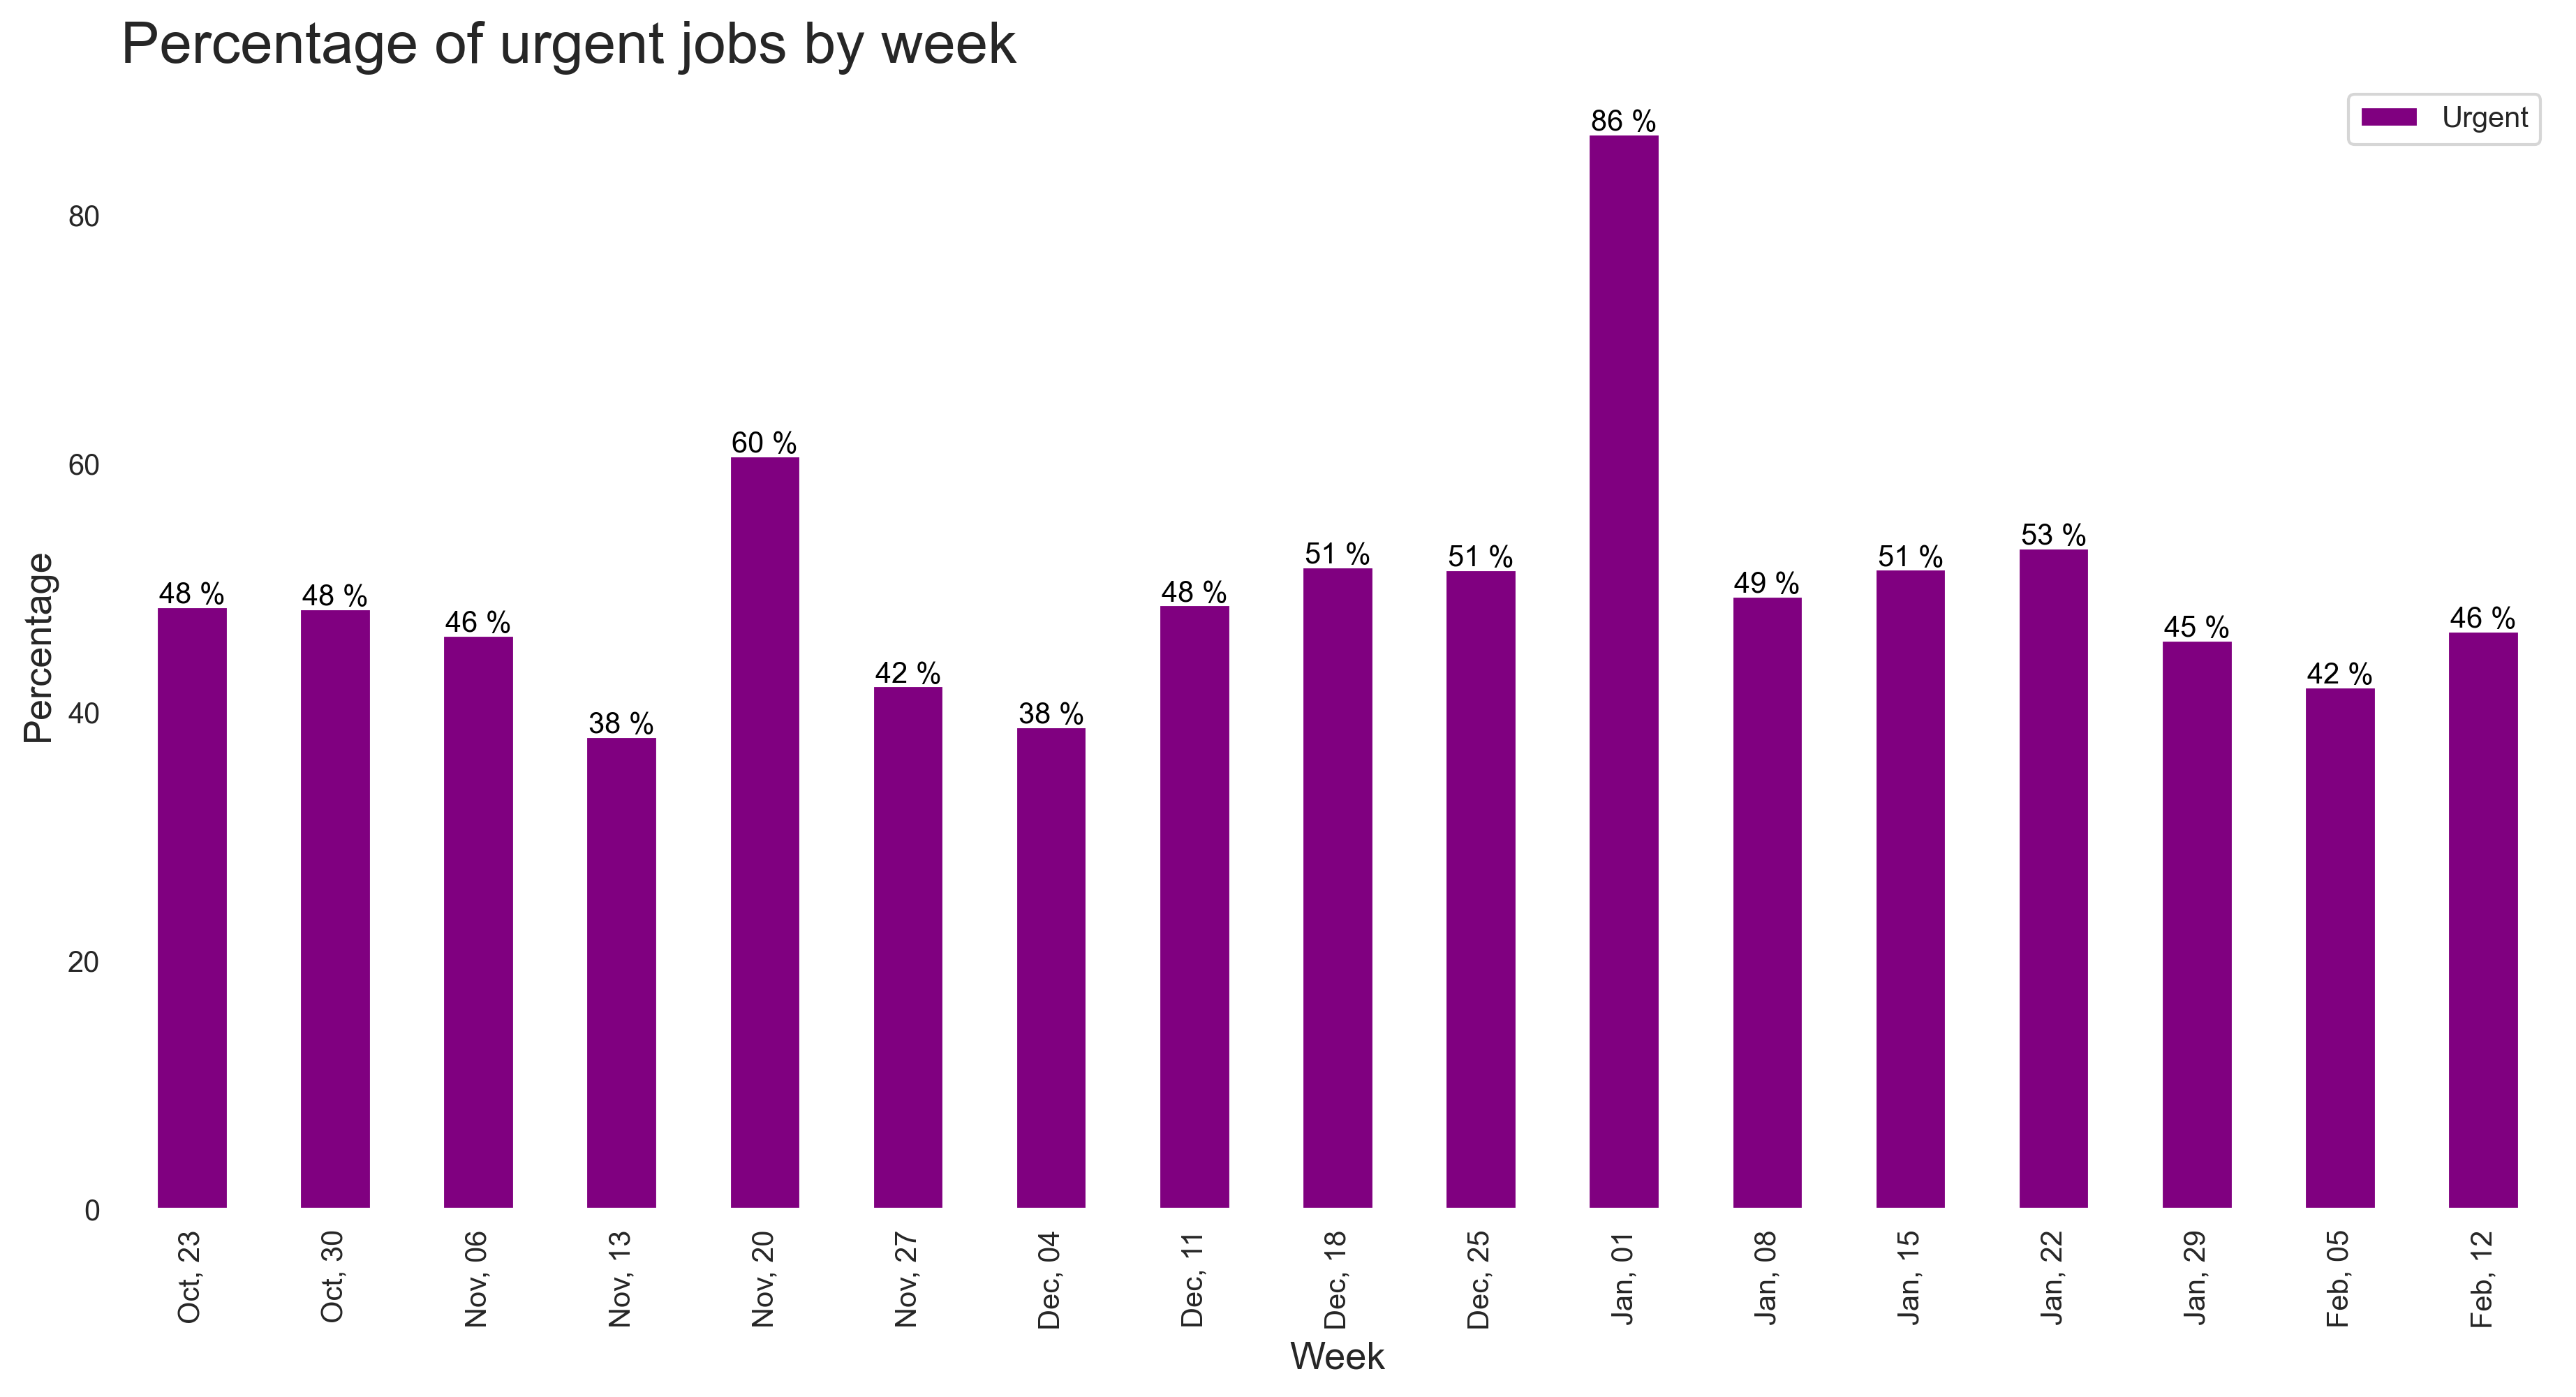 Percentage of urgent jobs by week
Urgent
86 %
80
60 %
60
53 %
51 %
51 %
51 %
49 %
48 %
48 %
48 %
46 %
46 %
45 %
42 %
42 %
38 %
38 %
Percentage
40
20
0
Oct, 23
Oct, 30
Nov, 06
Nov, 13
Nov, 20
Nov, 27
Dec, 04
Dec, 11
Dec, 18
Dec, 25
Jan, 01
Jan, 08
Jan, 15
Jan, 22
Jan, 29
Feb, 05
Feb, 12
Week